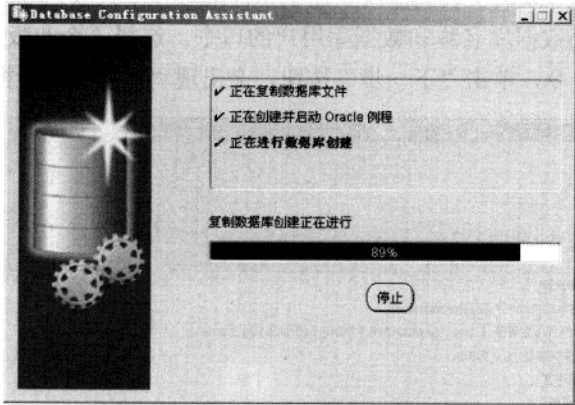 Database Configuration Assistant
✔ 正在复制数据库文件
✔ 正在创建并启动 Oracle 例程
✔ 正在进行数据库创建
复制数据库创建正在进行
89%
停止